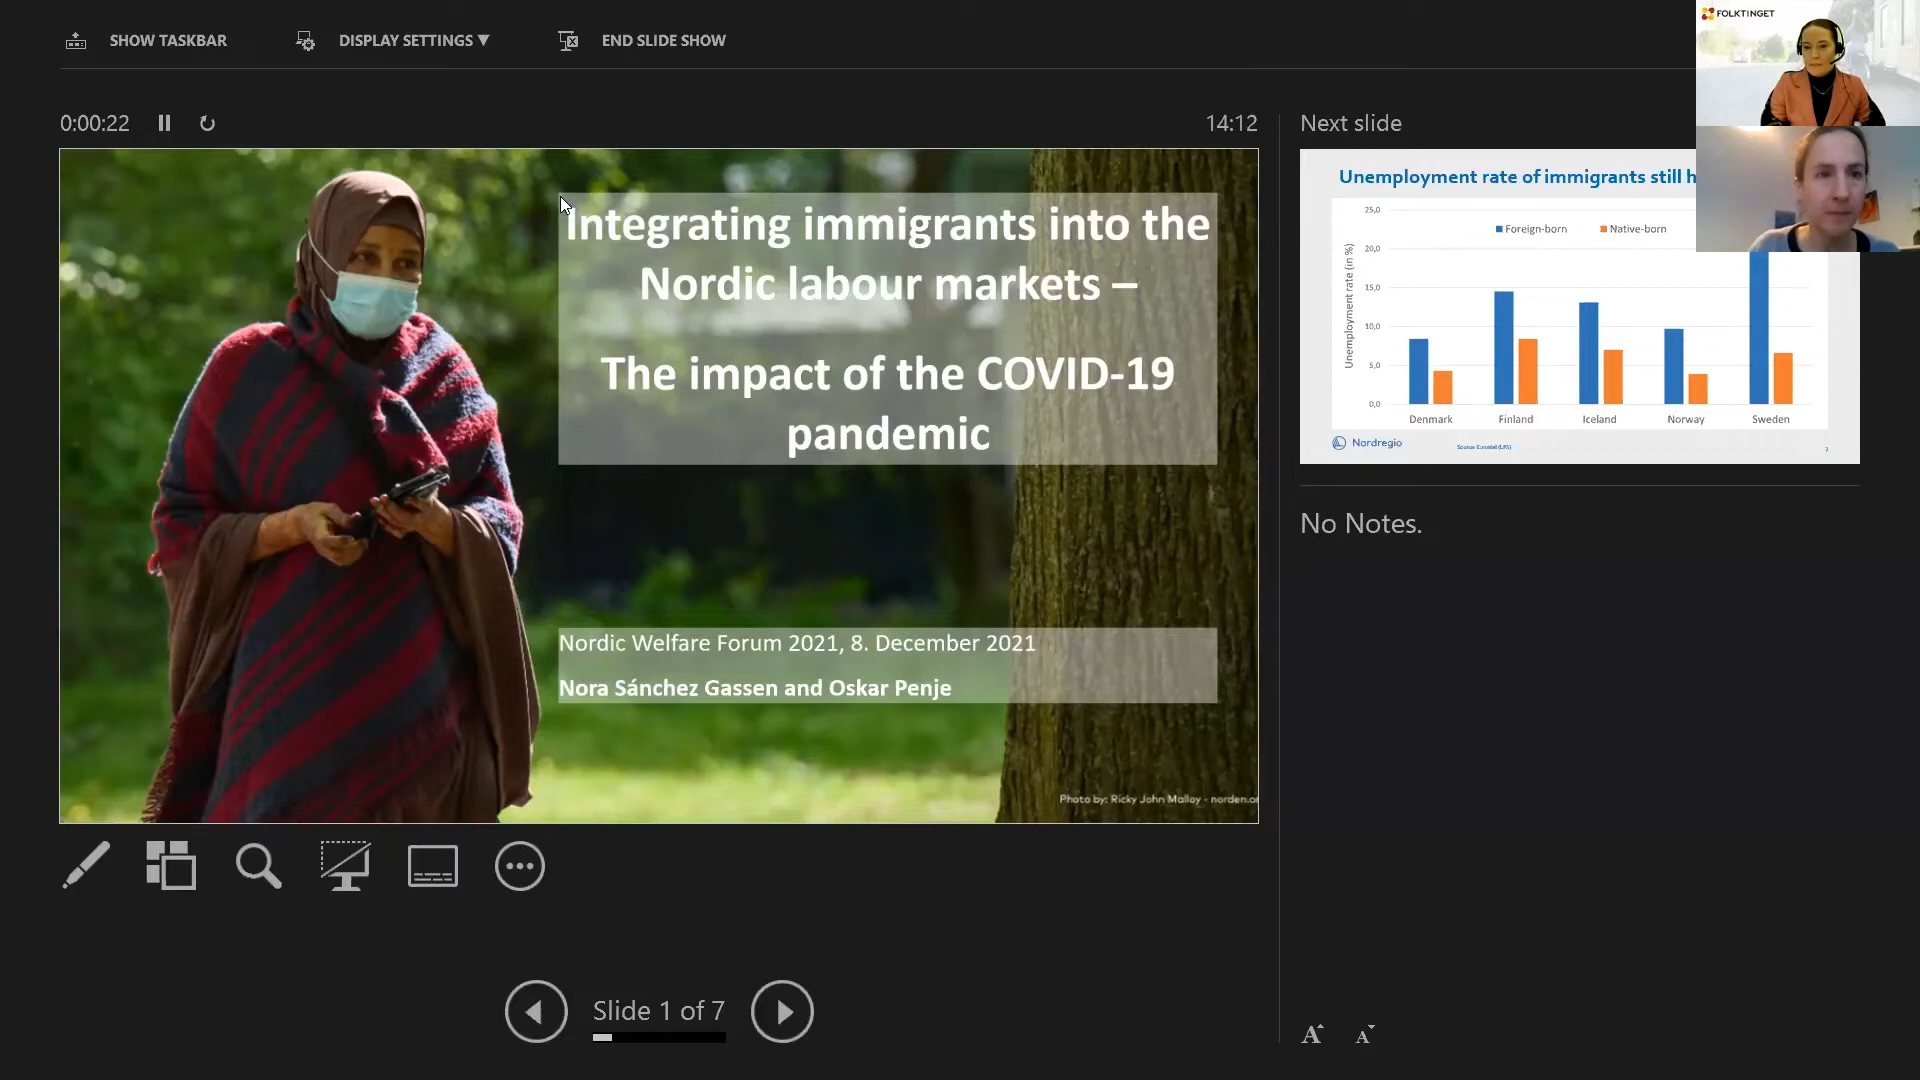 SHOW TASKBAR
DISPLAY SETTINGS ▼
END SLIDE SHOW
FOLKTINGET
0:00:22
14:12
Next slide
Integrating immigrants into the
Nordic labour markets –
The impact of the COVID-19
pandemic
Nordic Welfare Forum 2021, 8. December 2021
Nora Sánchez Gassen and Oskar Penje
Photo by: Ricky John Malloy - norden.or
Unemployment rate of immigrants still h
25,0
Foreign-born
Native-born
20,0
15,0
10,0
5,0
0,0
Unemployment rate (in %)
Denmark
Finland
Iceland
Norway
Sweden
Nordregio
Source: Eurostat (LFS)
No Notes.
Slide 1 of 7
A
A